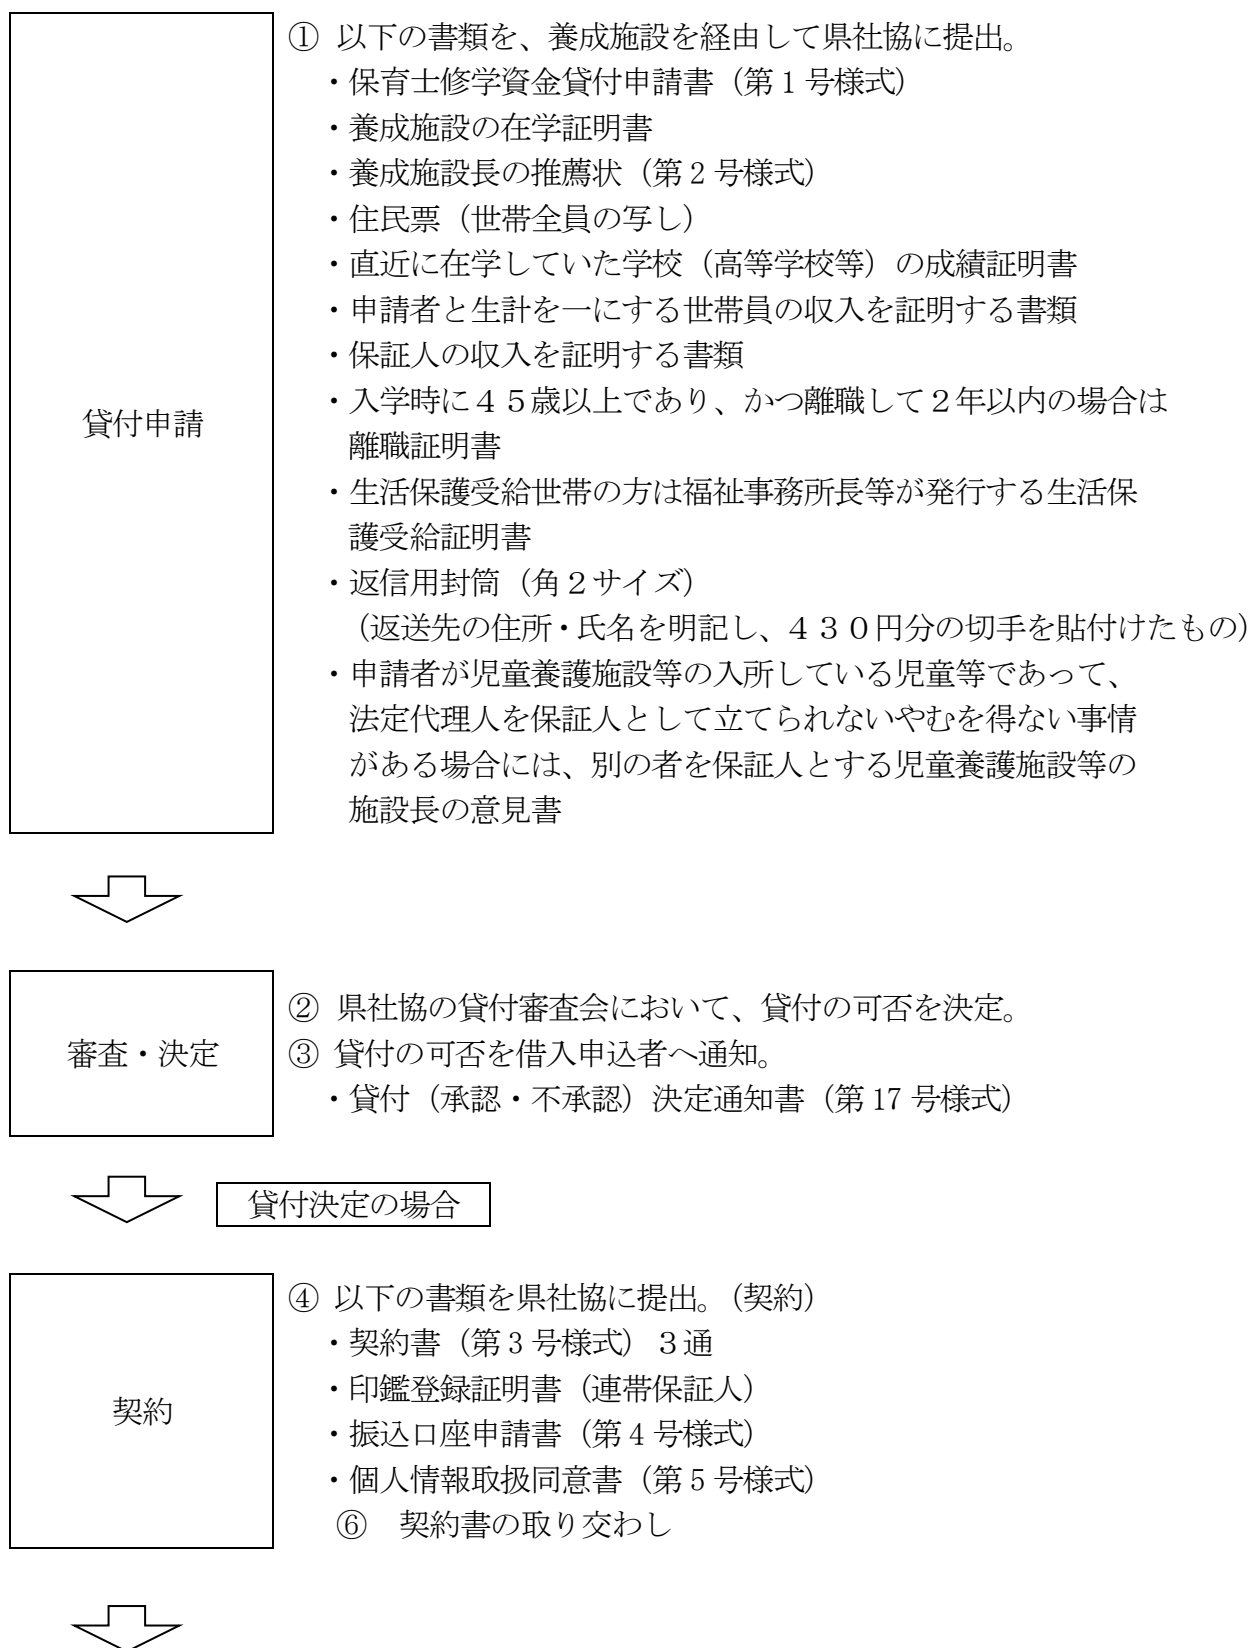 貸付申請
① 以下の書類を、養成施設を経由して県社協に提出。
・保育士修学資金貸付申請書（第１号様式）
・養成施設の在学証明書
・養成施設長の推薦状（第２号様式）
・住民票（世帯全員の写し）
・直近に在学していた学校（高等学校等）の成績証明書
・申請者と生計を一にする世帯員の収入を証明する書類
・保証人の収入を証明する書類
・入学時に４５歳以上であり、かつ離職して２年以内の場合は
離職証明書
・生活保護受給世帯の方は福祉事務所長等が発行する生活保
護受給証明書
・返信用封筒（角２サイズ）
（返送先の住所・氏名を明記し、４３０円分の切手を貼付けたもの）
・申請者が児童養護施設等の入所している児童等であって、
法定代理人を保証人として立てられないやむを得ない事情
がある場合には、別の者を保証人とする児童養護施設等の
施設長の意見書
審査・決定
② 県社協の貸付審査会において、貸付の可否を決定。
③ 貸付の可否を借入申込者へ通知。
・貸付（承認・不承認）決定通知書（第 17 号様式）
貸付決定の場合
契約
④ 以下の書類を県社協に提出。（契約）
・契約書（第３号様式）３通
・印鑑登録証明書（連帯保証人）
・振込口座申請書（第４号様式）
・個人情報取扱同意書（第５号様式）
⑥　契約書の取り交わし